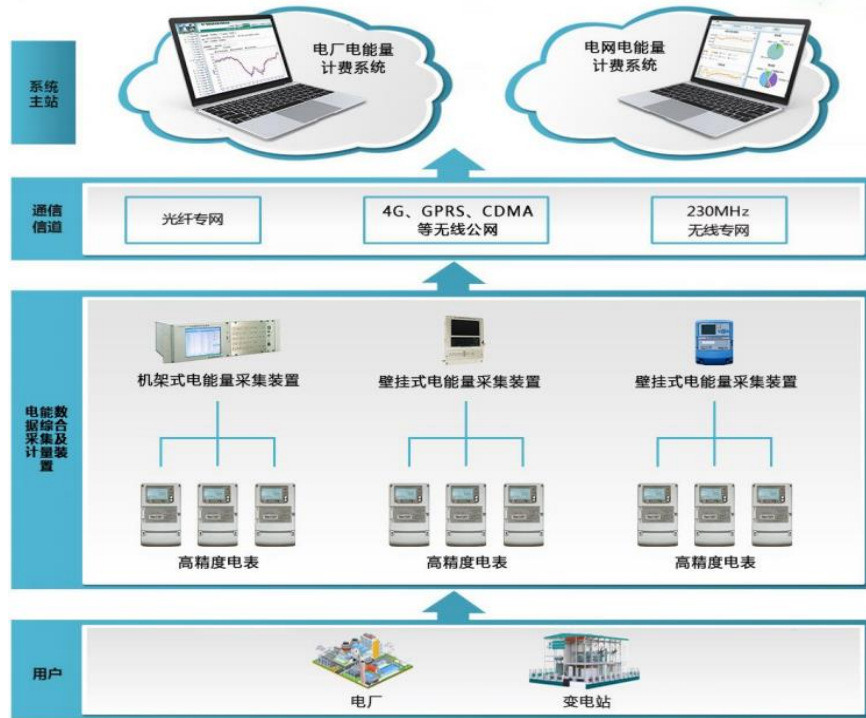 系统
主站
电厂电能量
计费系统
电网电能量
计费系统
通信
信道
光纤专网
4G、GPRS、CDMA
等无线公网
230MHz
无线专网
电能数
据综合
采集及
计量装
置
机架式电能量采集装置
壁挂式电能量采集装置
壁挂式电能量采集装置
高精度电表
高精度电表
高精度电表
用户
电厂
变电站